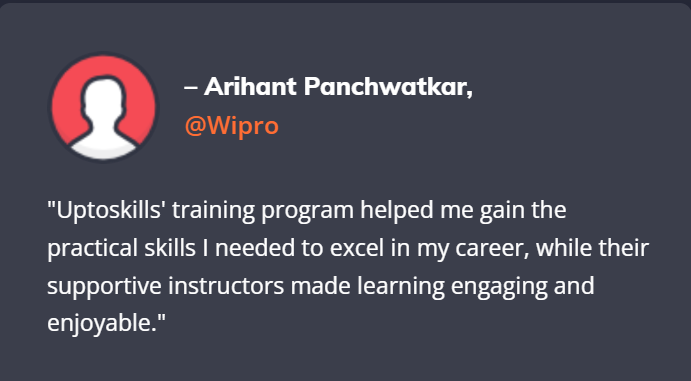 – Arihant Panchwatkar,
@Wipro
"Uptoskills' training program helped me gain the
practical skills I needed to excel in my career, while their
supportive instructors made learning engaging and
enjoyable."